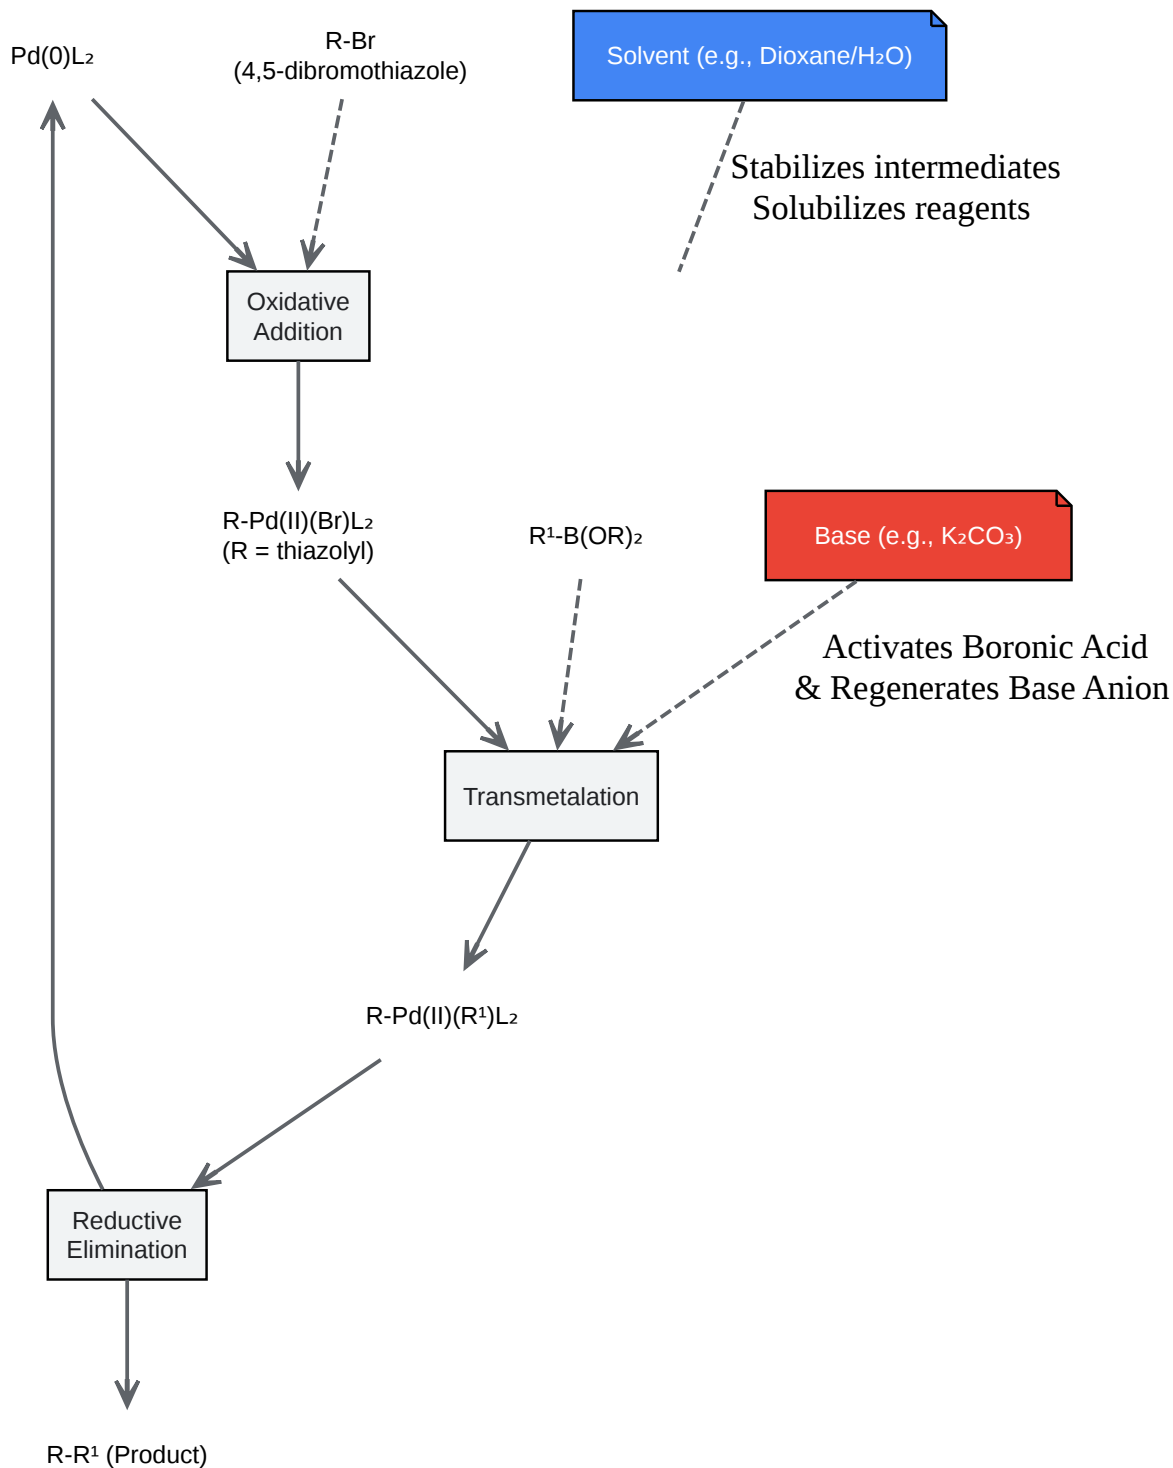 Pd(0)L₂
R-Br
(4,5-dibromothiazole)
Solvent (e.g., Dioxane/H₂O)
Stabilizes intermediates
Solubilizes reagents
Oxidative
Addition
R-Pd(II)(Br)L₂
(R = thiazolyl)
R¹-B(OR)₂
Base (e.g., K₂CO₃)
Activates Boronic Acid
& Regenerates Base Anion
Transmetalation
R-Pd(II)(R¹)L₂
Reductive
Elimination
R-R¹ (Product)